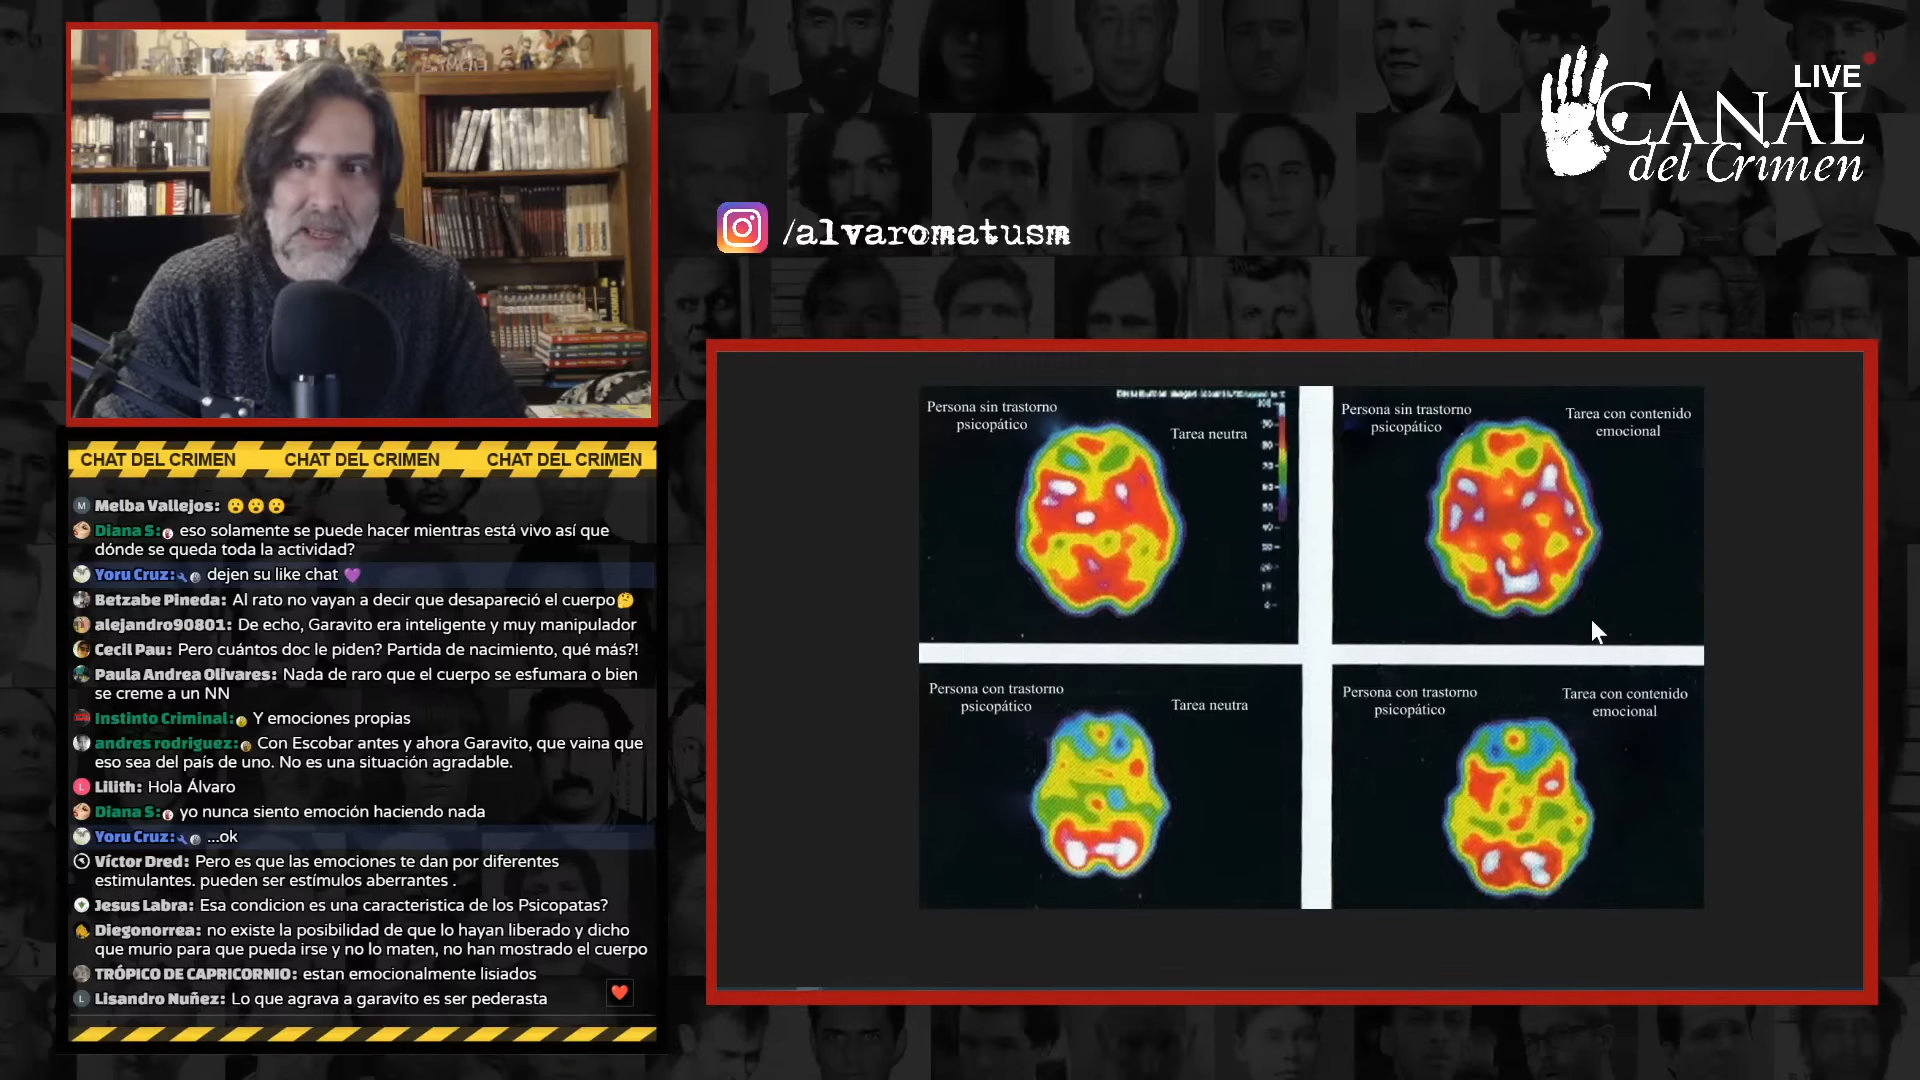 LIVE
CANAL
del Crimen
/alvaromatusm
CHAT DEL CRIMEN CHAT DEL CRIMEN CHAT DEL CRIMEN
M Melba Vallejos: 😮😮😮
Diana S: eso solamente se puede hacer mientras está vivo así que
dónde se queda toda la actividad?
Yoru Cruz: dejen su like chat 💜
Betzabe Pineda: Al rato no vayan a decir que desapareció el cuerpo🤔
alejandro90801: De echo, Garavito era inteligente y muy manipulador
Cecil Pau: Pero cuántos doc le piden? Partida de nacimiento, qué más?!
Paula Andrea Olivares: Nada de raro que el cuerpo se esfumara o bien
se creme a un NN
Instinto Criminal: Y emociones propias
andres rodriguez: Con Escobar antes y ahora Garavito, que vaina que
eso sea del país de uno. No es una situación agradable.
L Lilith: Hola Álvaro
Diana S: yo nunca siento emoción haciendo nada
Yoru Cruz: ...ok
Víctor Dred: Pero es que las emociones te dan por diferentes
estimulantes. pueden ser estímulos aberrantes .
Jesus Labra: Esa condicion es una caracteristica de los Psicopatas?
Diegonorrea: no existe la posibilidad de que lo hayan liberado y dicho
que murio para que pueda irse y no lo maten, no han mostrado el cuerpo
TRÓPICO DE CAPRICORNIO: estan emocionalmente lisiados
L Lisandro Nuñez: Lo que agrava a garavito es ser pederasta
Persona sin trastorno
psicopático
Tarea neutra
Persona sin trastorno
psicopático
Tarea con contenido
emocional
Persona con trastorno
psicopático
Tarea neutra
Persona con trastorno
psicopático
Tarea con contenido
emocional